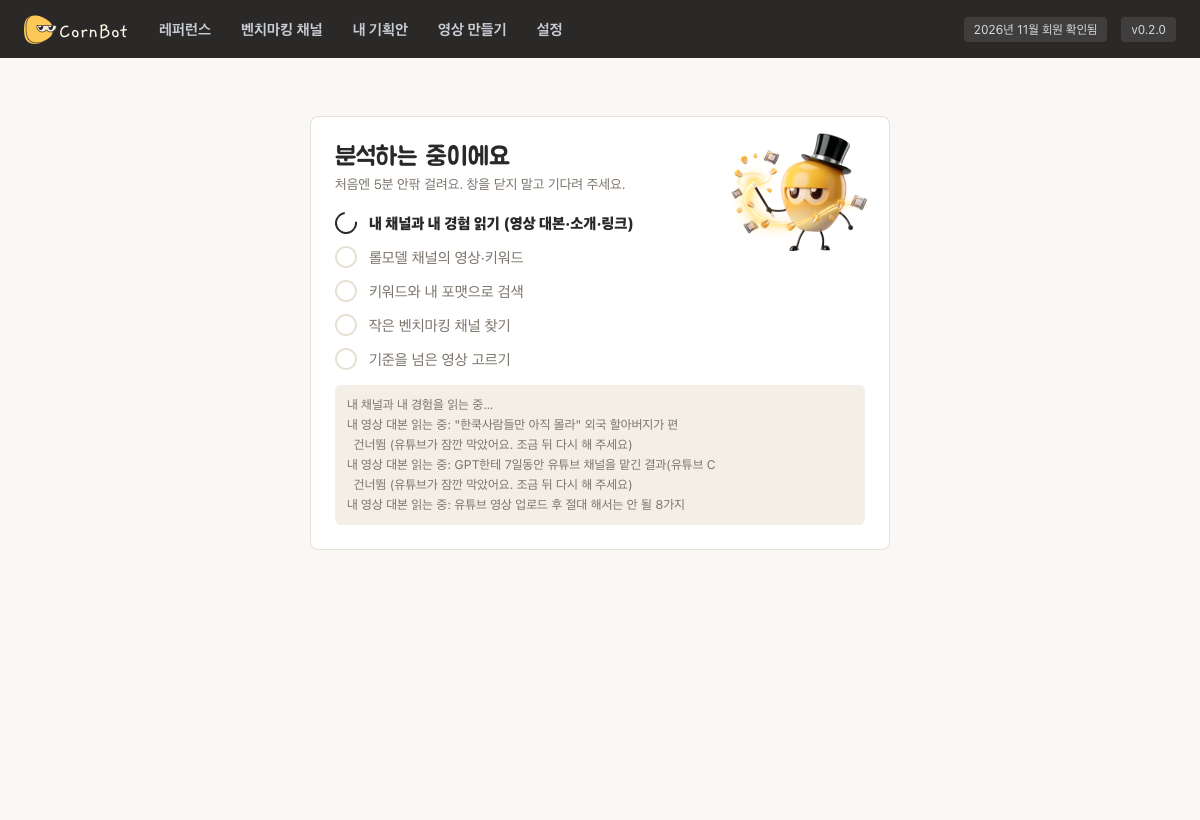 CornBot
레퍼런스
벤치마킹 채널
내 기획안
영상 만들기
설정
2026년 11월 회원 확인됨
v0.2.0
분석하는 중이에요
처음엔 5분 안팎 걸려요. 창을 닫지 말고 기다려 주세요.
내 채널과 내 경험 읽기 (영상 대본·소개·링크)
롤모델 채널의 영상·키워드
키워드와 내 포맷으로 검색
작은 벤치마킹 채널 찾기
기준을 넘은 영상 고르기
내 채널과 내 경험을 읽는 중…
내 영상 대본 읽는 중: "한쿡사람들만 아직 몰라" 외국 할아버지가 편
건너뜀 (유튜브가 잠깐 막았어요. 조금 뒤 다시 해 주세요)
내 영상 대본 읽는 중: GPT한테 7일동안 유튜브 채널을 맡긴 결과(유튜브 C
건너뜀 (유튜브가 잠깐 막았어요. 조금 뒤 다시 해 주세요)
내 영상 대본 읽는 중: 유튜브 영상 업로드 후 절대 해서는 안 될 8가지